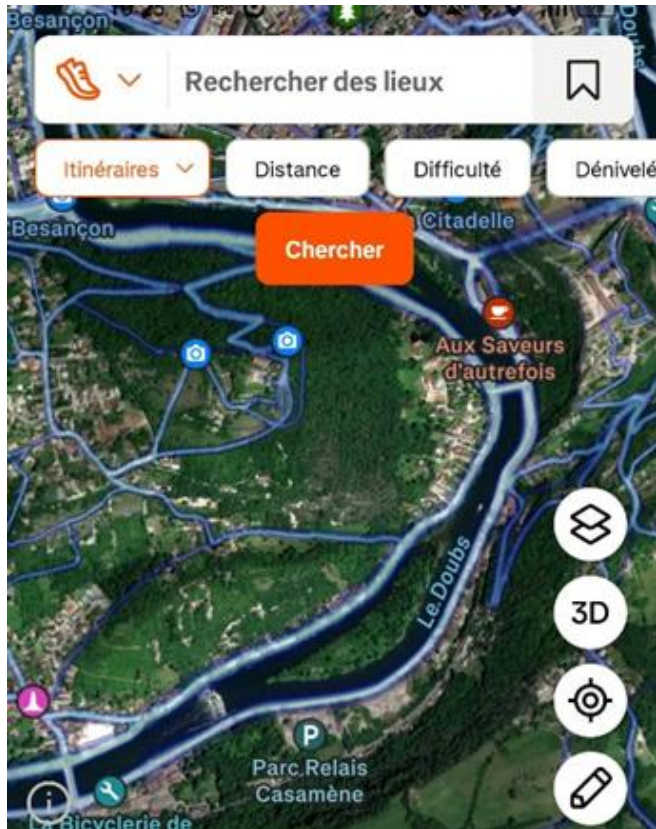 Besançon
Doubs
Rechercher des lieux
Itinéraires
Distance
Difficulté
Dénivelé
Besançon
Citadelle
Chercher
Aux Saveurs
d'autrefois
Le Doubs
3D
P
Parc Relais
Casamène
La Bicyclerie de